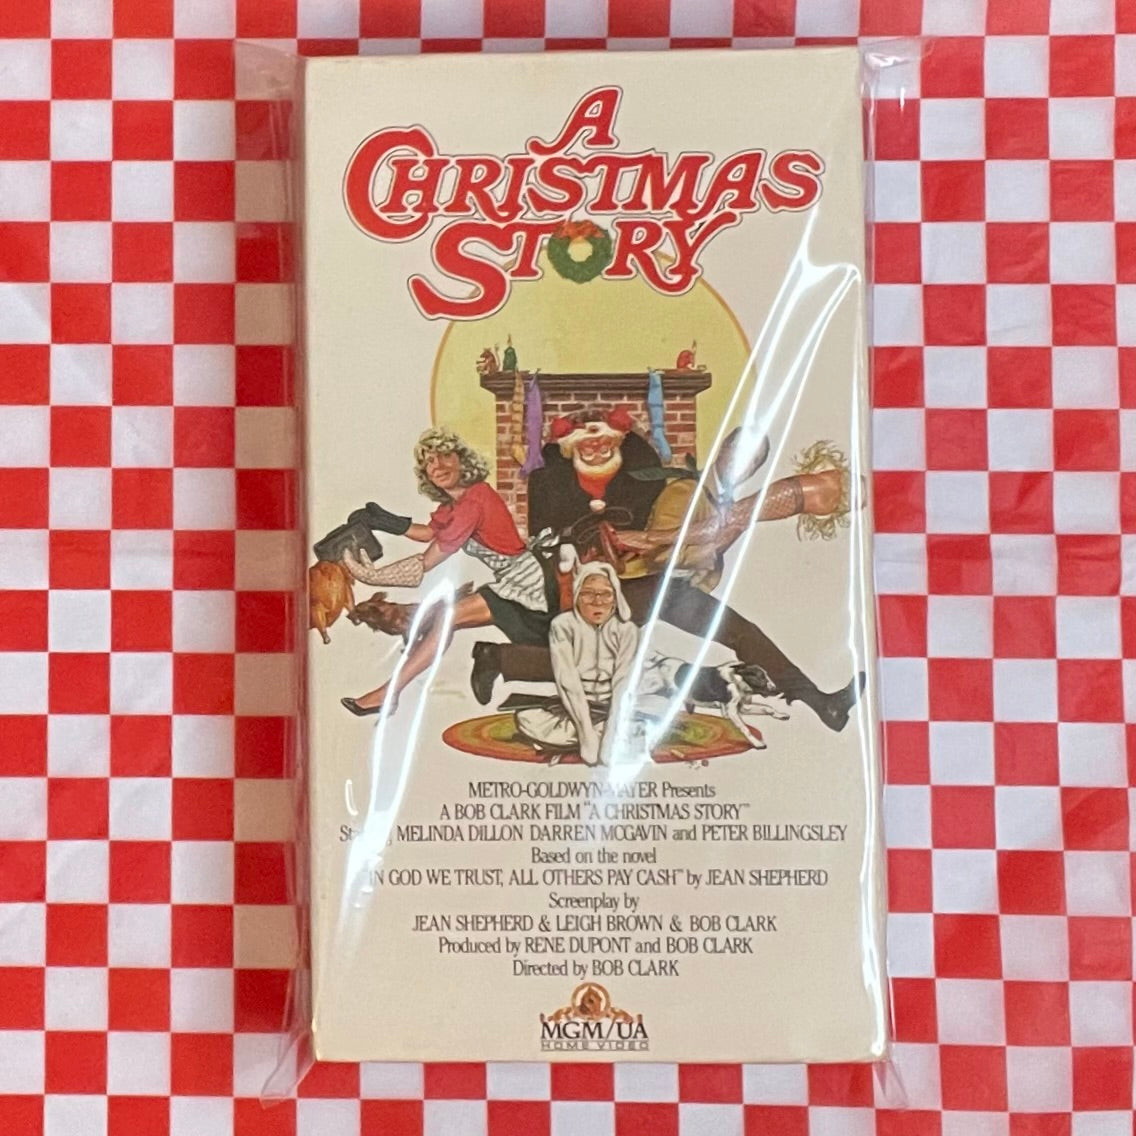 A
CHRISTMAS
STORY
METRO-GOLDWYN-MAYER Presents
A BOB CLARK FILM "A CHRISTMAS STORY"
MELINDA DILLON DARREN MCGAVIN and PETER BILLINGSLEY
Based on the novel
IN GOD WE TRUST, ALL OTHERS PAY CASH" by JEAN SHEPHERD
Screenplay by
JEAN SHEPHERD & LEIGH BROWN & BOB CLARK
Produced by RENE DUPONT and BOB CLARK
Directed by BOB CLARK
MGM/UA
HOME VIDEO